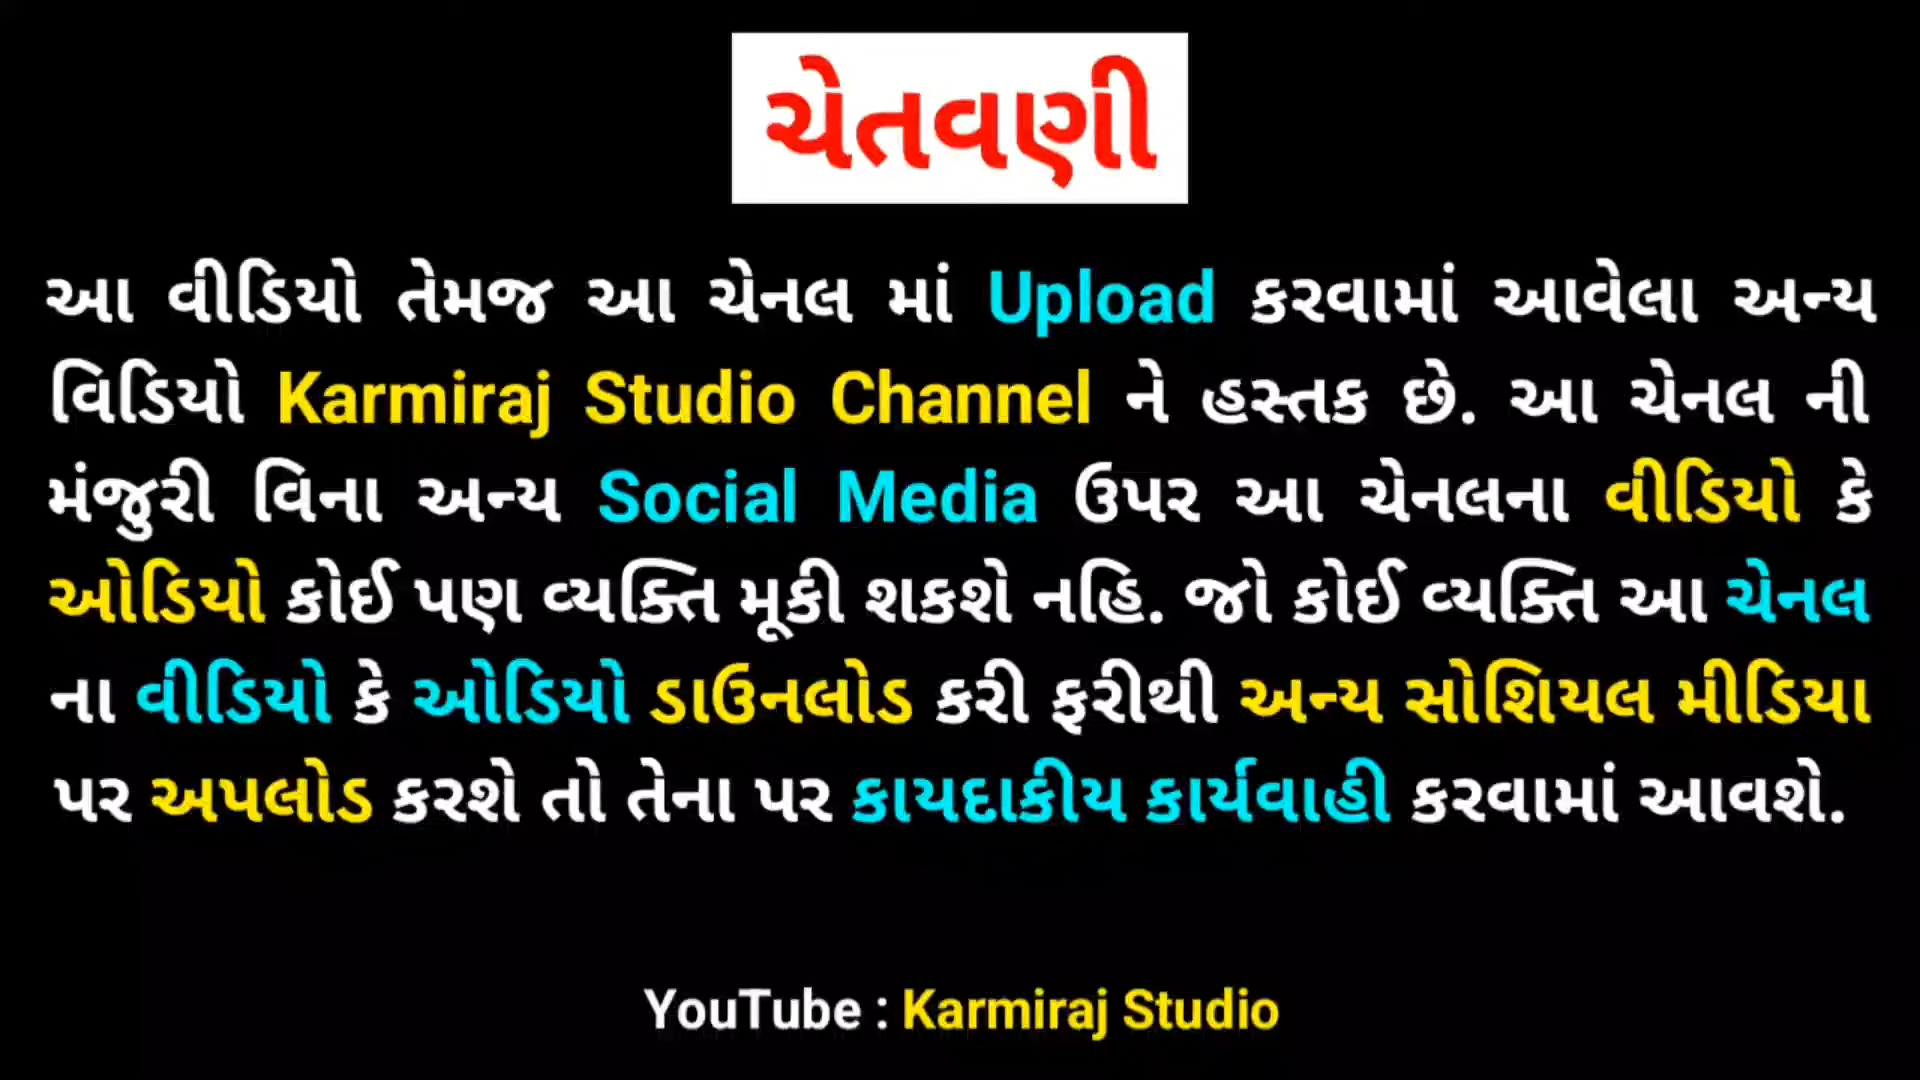 ચેતવણી
આ વીડિયો તેમજ આ ચેનલ માં Upload કરવામાં આવેલા અન્ય
વિડિયો Karmiraj Studio Channel ને હસ્તક છે. આ ચેનલ ની
મંજુરી વિના અન્ય Social Media ઉપર આ ચેનલના વીડિયો કે
ઓડિયો કોઈ પણ વ્યક્તિ મૂકી શકશે નહિ. જો કોઈ વ્યક્તિ આ ચેનલ
ના વીડિયો કે ઓડિયો ડાઉનલોડ કરી ફરીથી અન્ય સોશિયલ મીડિયા
પર અપલોડ કરશે તો તેના પર કાયદાકીય કાર્યવાહી કરવામાં આવશે.
YouTube : Karmiraj Studio